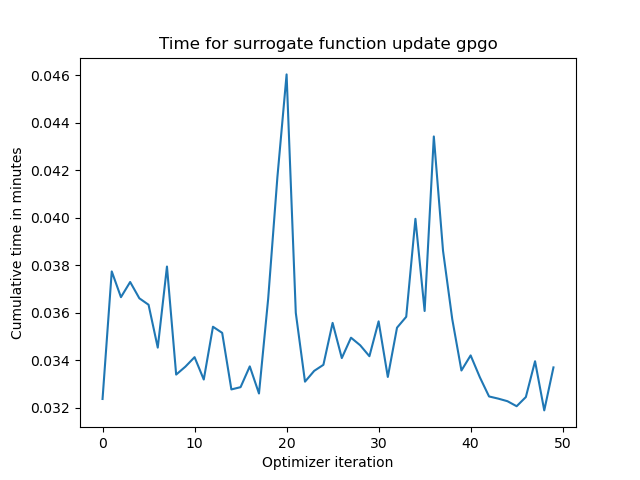 Time for surrogate function update gpgo
Cumulative time in minutes
0.046
0.044
0.042
0.040
0.038
0.036
0.034
0.032
0 10 20 30 40 50
Optimizer iteration